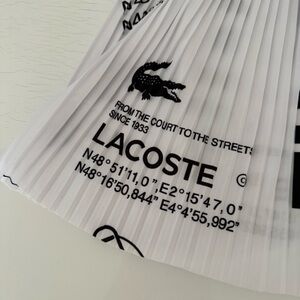 FROM THE COURT TO THE STREETS
SINCE 1933
LACOSTE ©
N48°51'11,0", E2°15'47,0"
N48°16'50,844" E4°4'55,992"